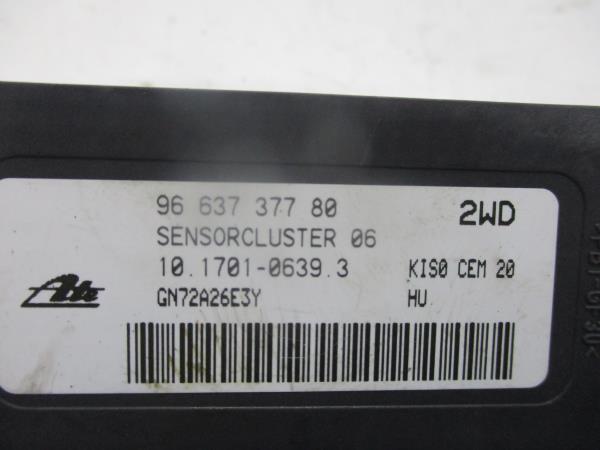 96 637 377 80 2WD
SENSORCLUSTER 06
10.1701-0639.3 KIS0 CEM 20
Ate GN72A26E3Y HU